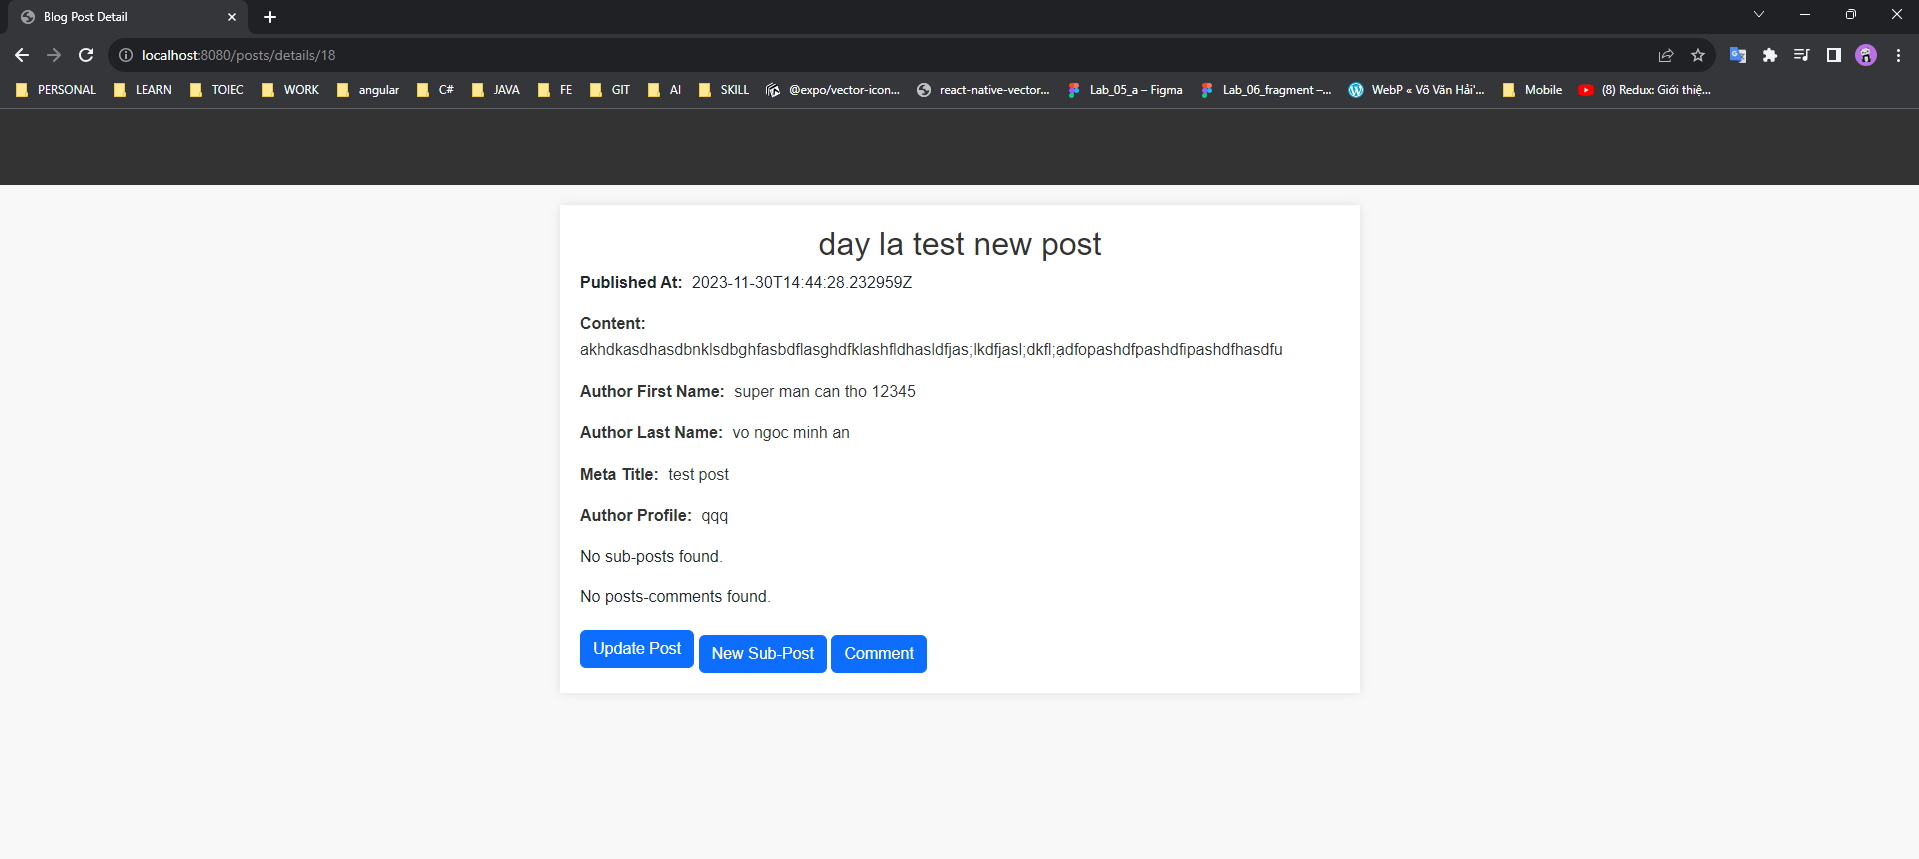 Blog Post Detail
localhost:8080/posts/details/18
PERSONAL LEARN TOIEC WORK angular C# JAVA FE GIT AI SKILL @expo/vector-icon... react-native-vector... Lab_05_a – Figma Lab_06_fragment –... WebP « Võ Văn Hải'... Mobile (8) Redux: Giới thiệ...
day la test new post
Published At: 2023-11-30T14:44:28.232959Z
Content:
akhdkasdhasdbnklsdbghfasbdflasghdfklashfldhasldfjas;lkdfjasl;dkfl;adfopashdfpashdfipashdfhasdfu
Author First Name: super man can tho 12345
Author Last Name: vo ngoc minh an
Meta Title: test post
Author Profile: qqq
No sub-posts found.
No posts-comments found.
Update Post New Sub-Post Comment